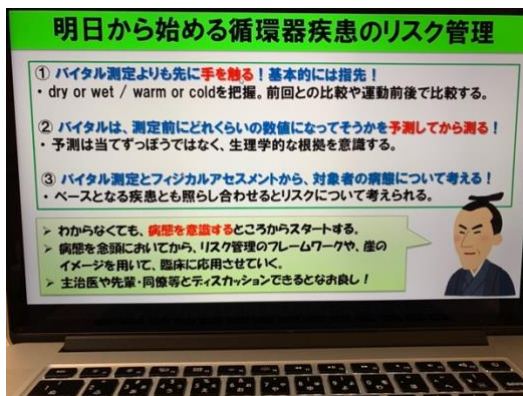 明日から始める循環器疾患のリスク管理
① バイタル測定よりも先に手を触る！基本的には指先！
・ dry or wet / warm or coldを把握。前回との比較や運動前後で比較する。
② バイタルは、測定前にどれくらいの数値になってそうかを予測してから測る！
・ 予測は当てずっぽうではなく、生理学的な根拠を意識する。
③ バイタル測定とフィジカルアセスメントから、対象者の病態について考える！
・ ベースとなる疾患とも照らし合わせるとリスクについて考えられる。
➢ わからなくても、病態を意識するところからスタートする。
➢ 病態を念頭においてから、リスク管理のフレームワークや、崖の
イメージを用いて、臨床に応用させていく。
➢ 主治医や先輩・同僚等とディスカッションできるとなお良し！